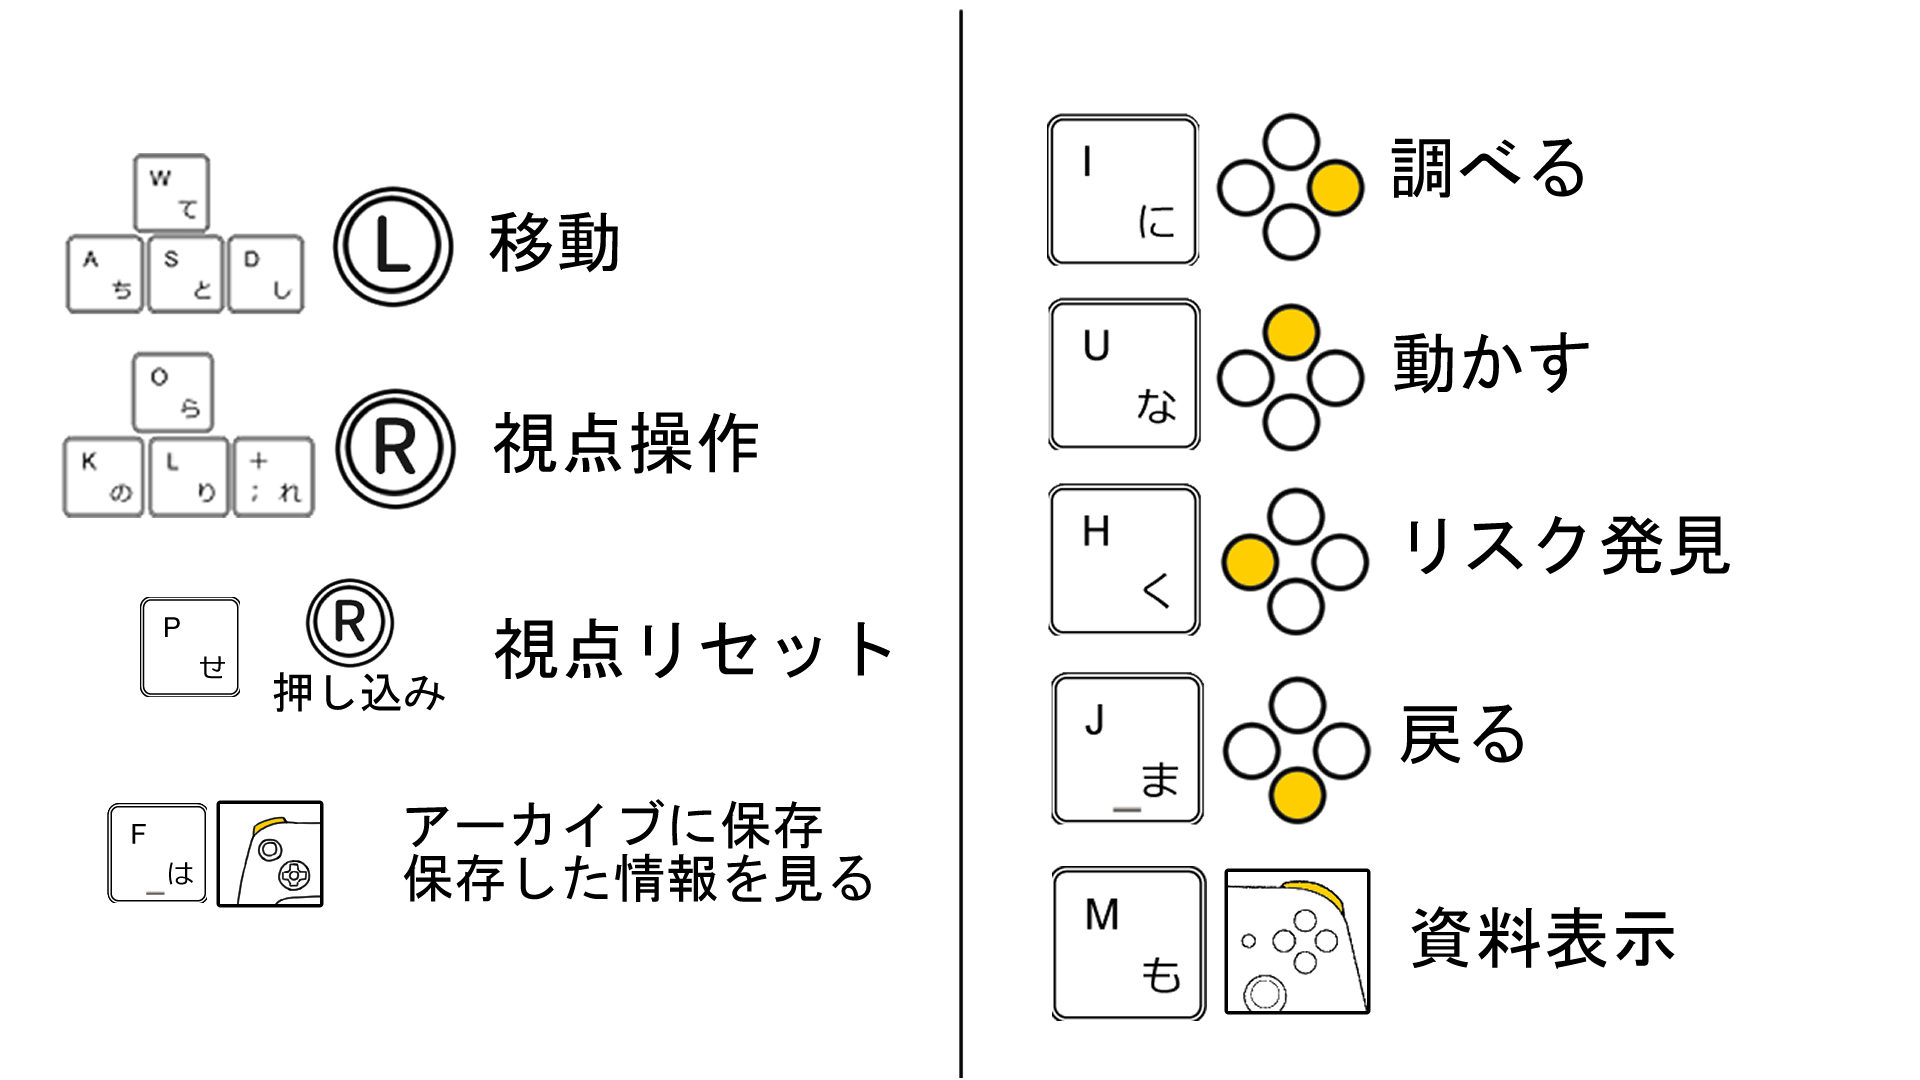 W
て
A
ち
S
と
D
し
L
移動
O
ら
K
の
L
り
+
; れ
R
視点操作
P
せ
R
押し込み
視点リセット
F
は
アーカイブに保存
保存した情報を見る
I
に
調べる
U
な
動かす
H
く
リスク発見
J
ま
戻る
M
も
資料表示